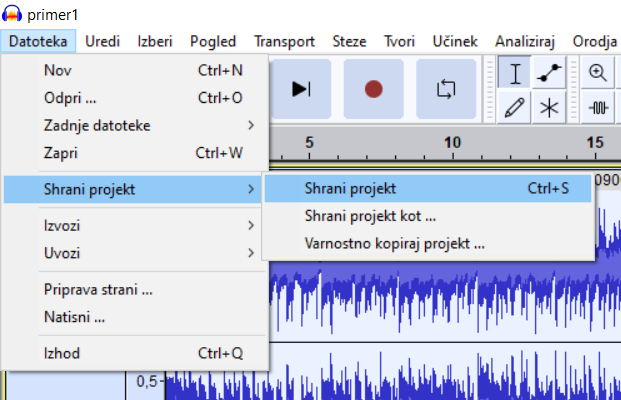 primer1
Datoteka Uredi Izberi Pogled Transport Steze Tvori Učinek Analiziraj Orodja
Nov Ctrl+N
Odpri ... Ctrl+O
Zadnje datoteke
Zapri Ctrl+W
5 10 15
Shrani projekt
Shrani projekt Ctrl+S
Shrani projekt kot ...
Varnostno kopiraj projekt ...
Izvozi
Uvozi
Priprava strani ...
Natisni ...
Izhod Ctrl+Q
0,5-